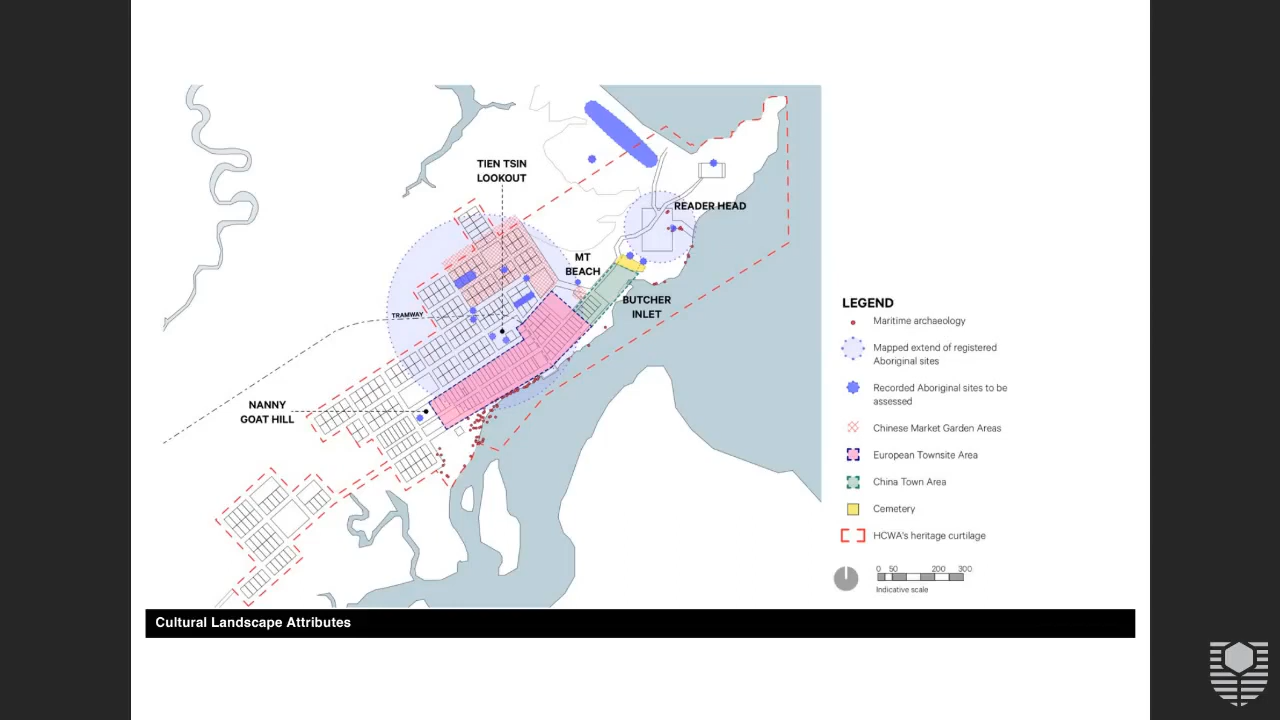 TIEN TSIN
LOOKOUT
READER HEAD
MT
BEACH
BUTCHER
INLET
TRAMWAY
NANNY
GOAT HILL
LEGEND
Maritime archaeology
Mapped extend of registered
Aboriginal sites
Recorded Aboriginal sites to be
assessed
Chinese Market Garden Areas
European Townsite Area
China Town Area
Cemetery
HCWA's heritage curtilage
0 50 200 300
Indicative scale
Cultural Landscape Attributes